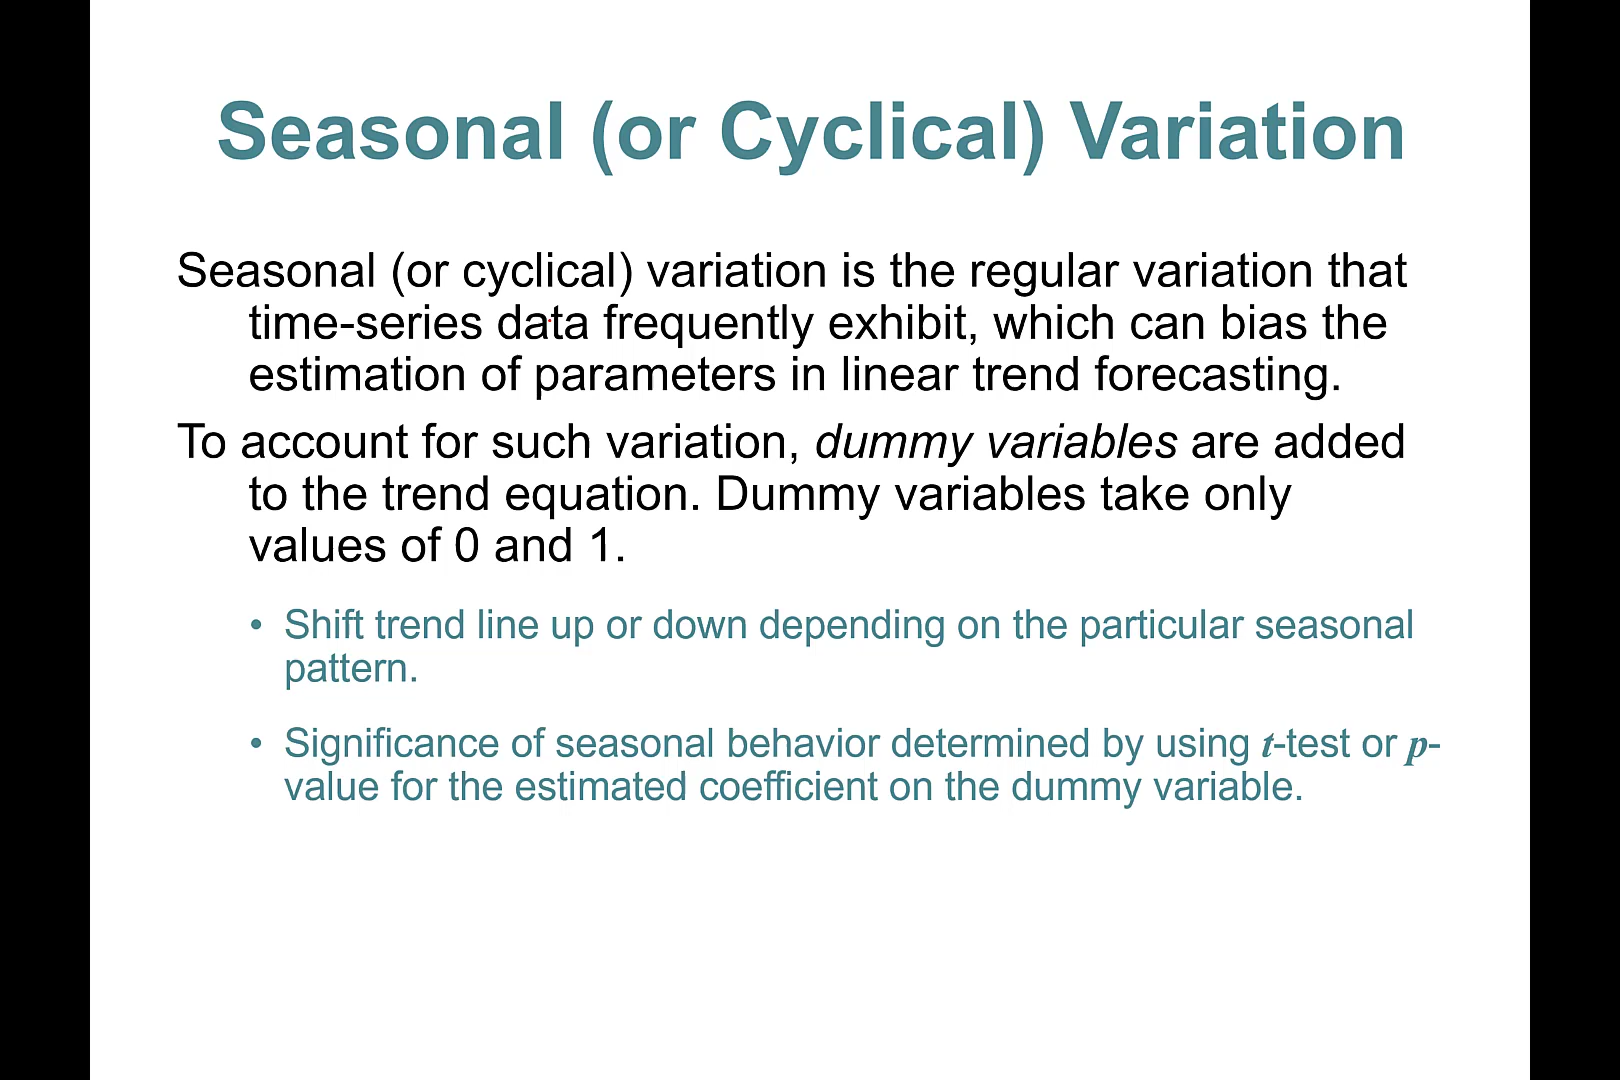 Seasonal (or Cyclical) Variation
Seasonal (or cyclical) variation is the regular variation that
time-series data frequently exhibit, which can bias the
estimation of parameters in linear trend forecasting.
To account for such variation, dummy variables are added
to the trend equation. Dummy variables take only
values of 0 and 1.
• Shift trend line up or down depending on the particular seasonal
pattern.
• Significance of seasonal behavior determined by using t-test or p-
value for the estimated coefficient on the dummy variable.